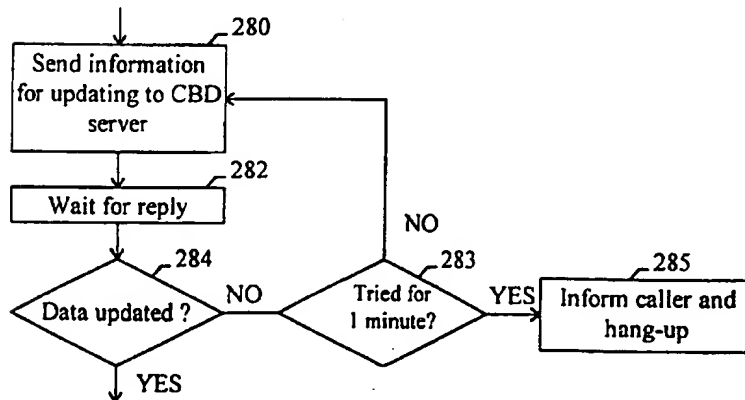 280
Send information
for updating to CBD
server
282
Wait for reply
NO
284
283
285
Data updated ?
NO
Tried for
1 minute?
YES
Inform caller and
hang-up
YES